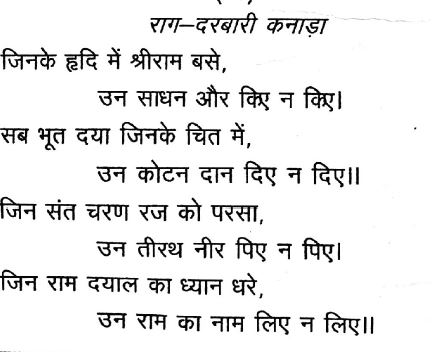 राग–दरबारी कनाड़ा
जिनके हृदि में श्रीराम बसे,
उन साधन और किए न किए।
सब भूत दया जिनके चित में,
उन कोटन दान दिए न दिए॥
जिन संत चरण रज को परसा,
उन तीरथ नीर पिए न पिए।
जिन राम दयाल का ध्यान धरे,
उन राम का नाम लिए न लिए॥